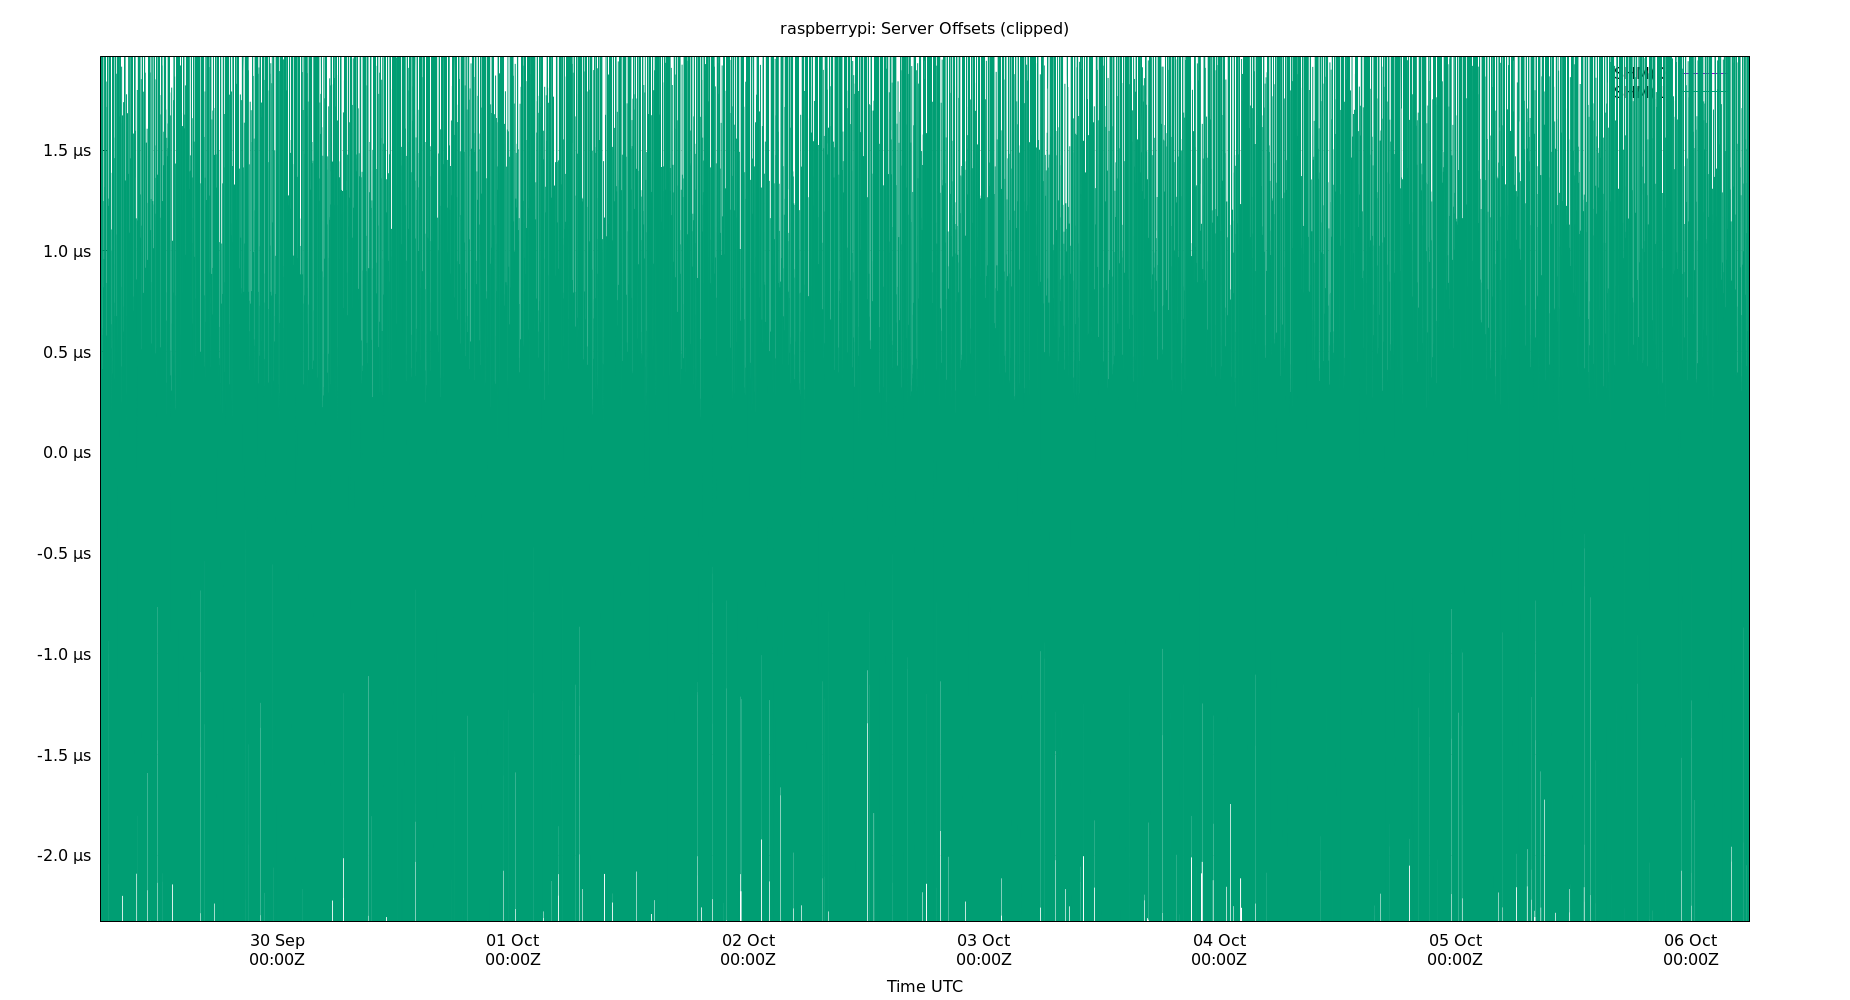 raspberrypi: Server Offsets (clipped)
1.5 µs
1.0 µs
0.5 µs
0.0 µs
-0.5 µs
-1.0 µs
-1.5 µs
-2.0 µs
30 Sep
00:00Z
01 Oct
00:00Z
02 Oct
00:00Z
03 Oct
00:00Z
04 Oct
00:00Z
05 Oct
00:00Z
06 Oct
00:00Z
Time UTC